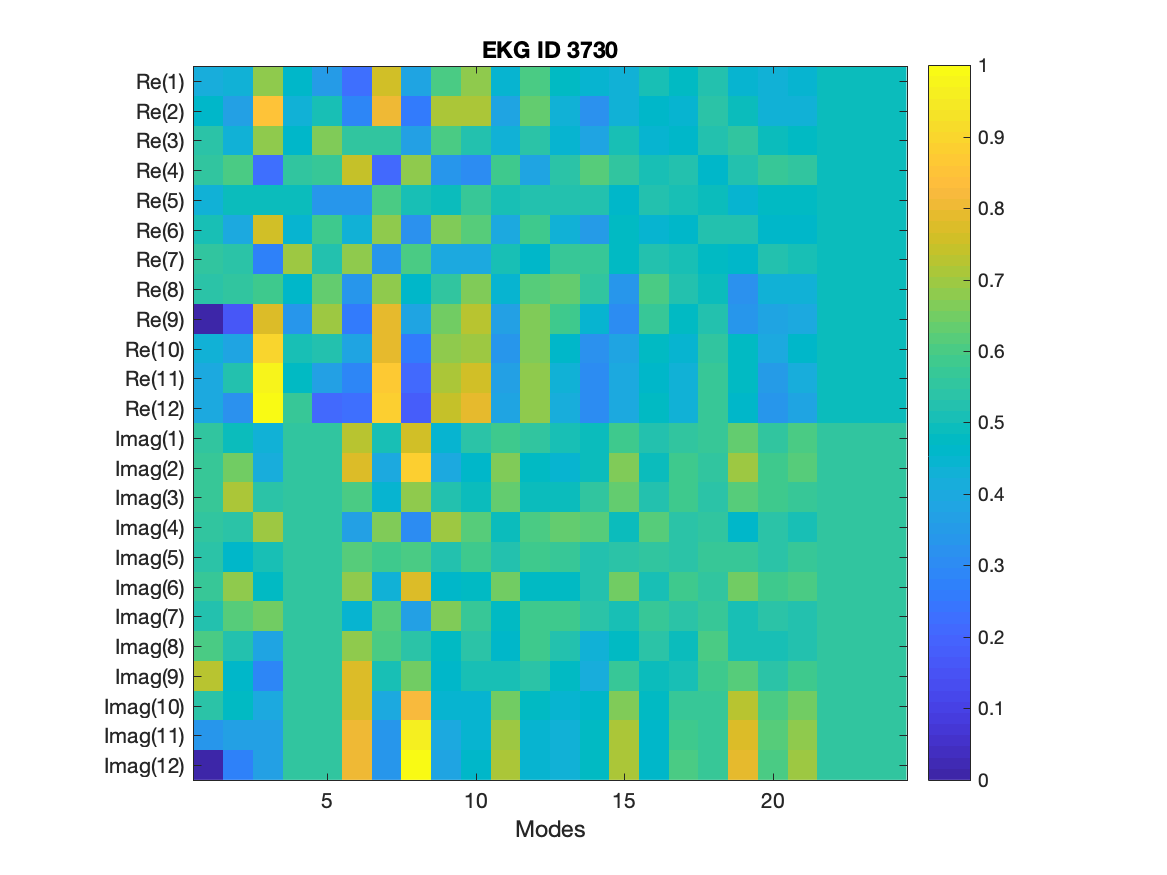 EKG ID 3730
Re(1)
Re(2)
Re(3)
Re(4)
Re(5)
Re(6)
Re(7)
Re(8)
Re(9)
Re(10)
Re(11)
Re(12)
Imag(1)
Imag(2)
Imag(3)
Imag(4)
Imag(5)
Imag(6)
Imag(7)
Imag(8)
Imag(9)
Imag(10)
Imag(11)
Imag(12)
5 10 15 20
Modes
1
0.9
0.8
0.7
0.6
0.5
0.4
0.3
0.2
0.1
0